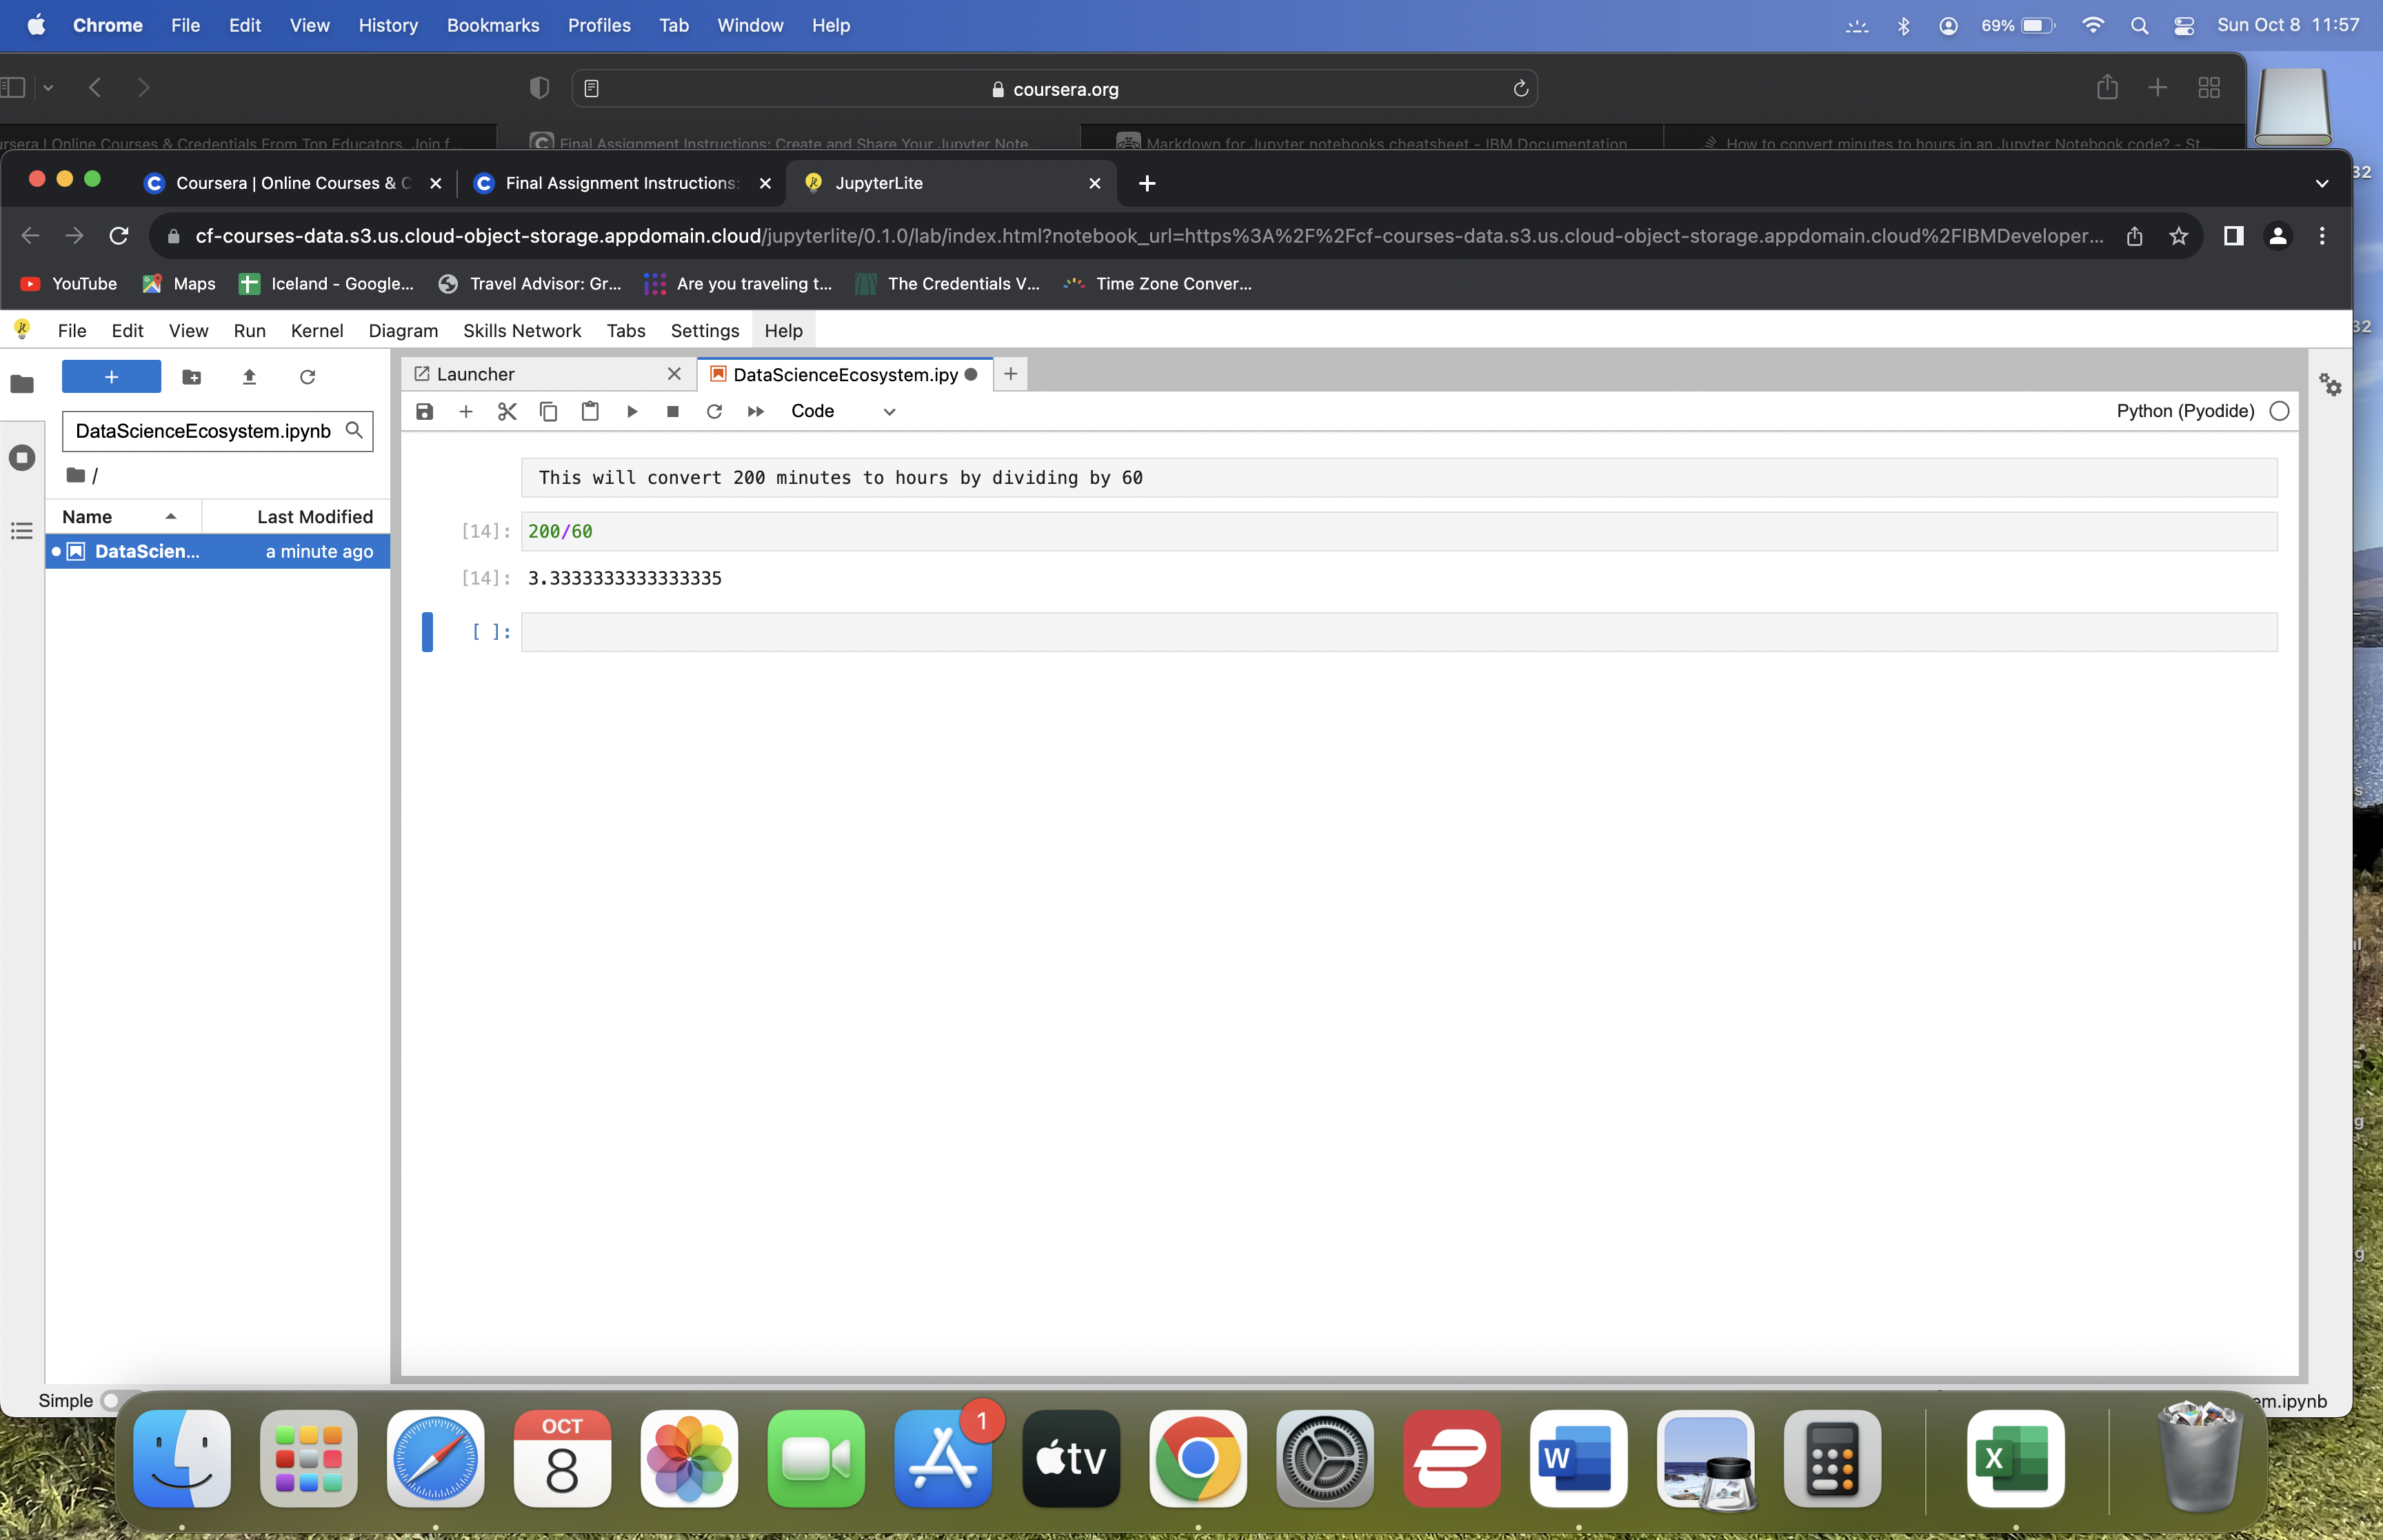 Chrome File Edit View History Bookmarks Profiles Tab Window Help 69% Sun Oct 8 11:57
coursera.org
ursera | Online Courses & Credentials From Top Educators. Join f... Final Assignment Instructions: Create and Share Your Jupyter Note... Markdown for Jupyter notebooks cheatsheet - IBM Documentation How to convert minutes to hours in an Jupyter Notebook code? - St...
Coursera | Online Courses & C Final Assignment Instructions: JupyterLite
32
cf-courses-data.s3.us.cloud-object-storage.appdomain.cloud/jupyterlite/0.1.0/lab/index.html?notebook_url=https%3A%2F%2Fcf-courses-data.s3.us.cloud-object-storage.appdomain.cloud%2FIBMDeveloper...
YouTube Maps Iceland - Google... Travel Advisor: Gr... Are you traveling t... The Credentials V... Time Zone Conver...
File Edit View Run Kernel Diagram Skills Network Tabs Settings Help
32
Launcher DataScienceEcosystem.ipy
Code Python (Pyodide)
DataScienceEcosystem.ipynb
/
Name Last Modified
DataScien... a minute ago
This will convert 200 minutes to hours by dividing by 60
[14]: 200/60
[14]: 3.3333333333333335
[ ]:
s
l
g
g
Simple em.ipynb
OCT
8
1
tv
W
X